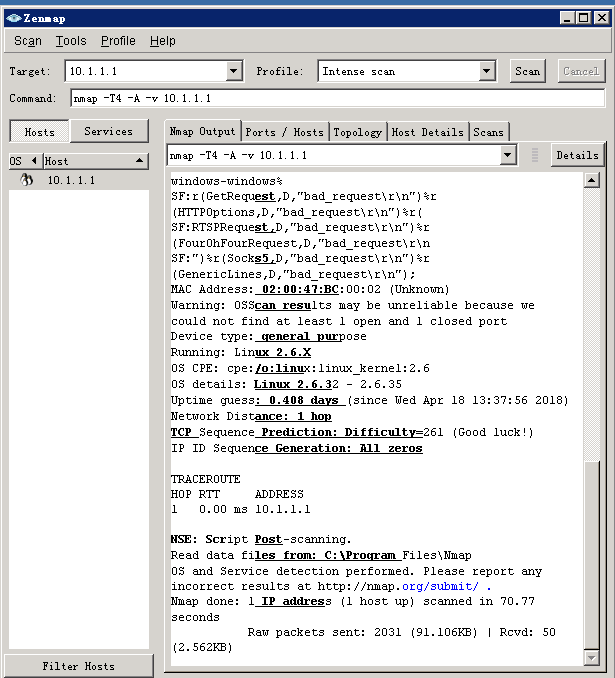 Zenmap
Scan Tools Profile Help
Target: 10.1.1.1 Profile: Intense scan Scan Cancel
Command: nmap -T4 -A -v 10.1.1.1
Hosts Services
Nmap Output Ports / Hosts Topology Host Details Scans
OS Host
nmap -T4 -A -v 10.1.1.1 Details
10.1.1.1
windows-windows%
SF:r(GetRequest,D,"bad_request\r\n")%r
(HTTPOptions,D,"bad_request\r\n")%r(
SF:RTSPRequest,D,"bad_request\r\n")%r
(FourOhFourRequest,D,"bad_request\r\n
SF:")%r(Socks5,D,"bad_request\r\n")%r
(GenericLines,D,"bad_request\r\n");
MAC Address: 02:00:47:BC:00:02 (Unknown)
Warning: OSScan results may be unreliable because we
could not find at least 1 open and 1 closed port
Device type: general purpose
Running: Linux 2.6.X
OS CPE: cpe:/o:linux:linux_kernel:2.6
OS details: Linux 2.6.32 - 2.6.35
Uptime guess: 0.408 days (since Wed Apr 18 13:37:56 2018)
Network Distance: 1 hop
TCP Sequence Prediction: Difficulty=261 (Good luck!)
IP ID Sequence Generation: All zeros
TRACEROUTE
HOP RTT ADDRESS
1 0.00 ms 10.1.1.1
NSE: Script Post-scanning.
Read data files from: C:\Program Files\Nmap
OS and Service detection performed. Please report any
incorrect results at http://nmap.org/submit/ .
Nmap done: 1 IP address (1 host up) scanned in 70.77
seconds
Raw packets sent: 2031 (91.106KB) | Rcvd: 50
(2.562KB)
Filter Hosts